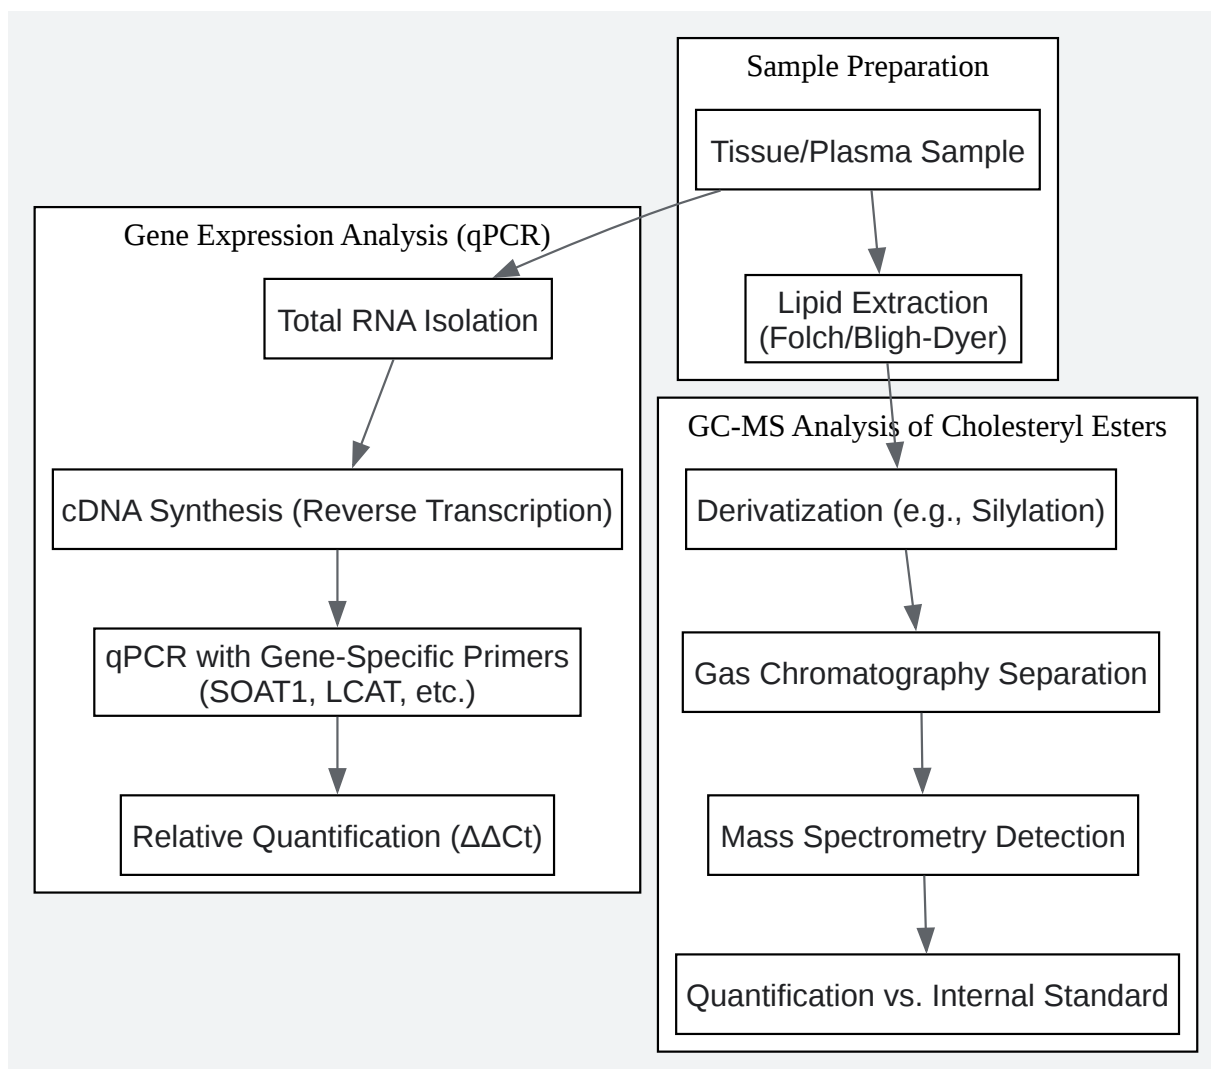 Sample Preparation
Tissue/Plasma Sample
Lipid Extraction
(Folch/Bligh-Dyer)
Gene Expression Analysis (qPCR)
Total RNA Isolation
cDNA Synthesis (Reverse Transcription)
qPCR with Gene-Specific Primers
(SOAT1, LCAT, etc.)
Relative Quantification (ΔΔCt)
GC-MS Analysis of Cholesteryl Esters
Derivatization (e.g., Silylation)
Gas Chromatography Separation
Mass Spectrometry Detection
Quantification vs. Internal Standard